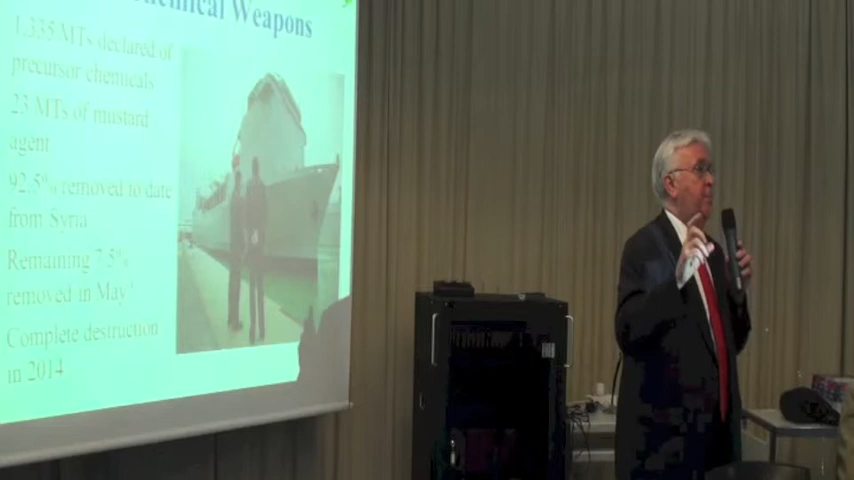 Chemical Weapons
1,335 MTs declared of
precursor chemicals
23 MTs of mustard
agent
92.5% removed to date
from Syria
Remaining 7.5%
removed in May?
Complete destruction
in 2014